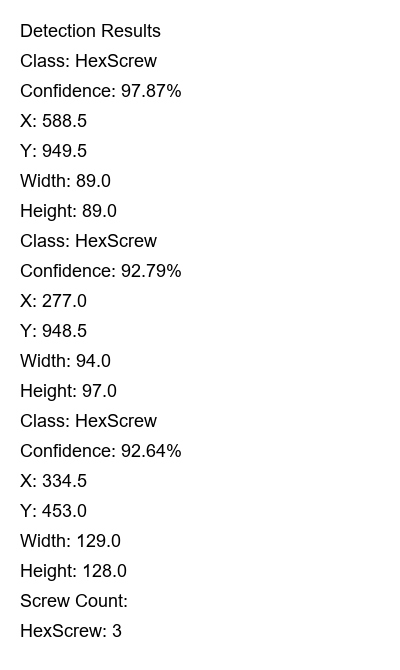 Detection Results
Class: HexScrew
Confidence: 97.87%
X: 588.5
Y: 949.5
Width: 89.0
Height: 89.0
Class: HexScrew
Confidence: 92.79%
X: 277.0
Y: 948.5
Width: 94.0
Height: 97.0
Class: HexScrew
Confidence: 92.64%
X: 334.5
Y: 453.0
Width: 129.0
Height: 128.0
Screw Count:
HexScrew: 3